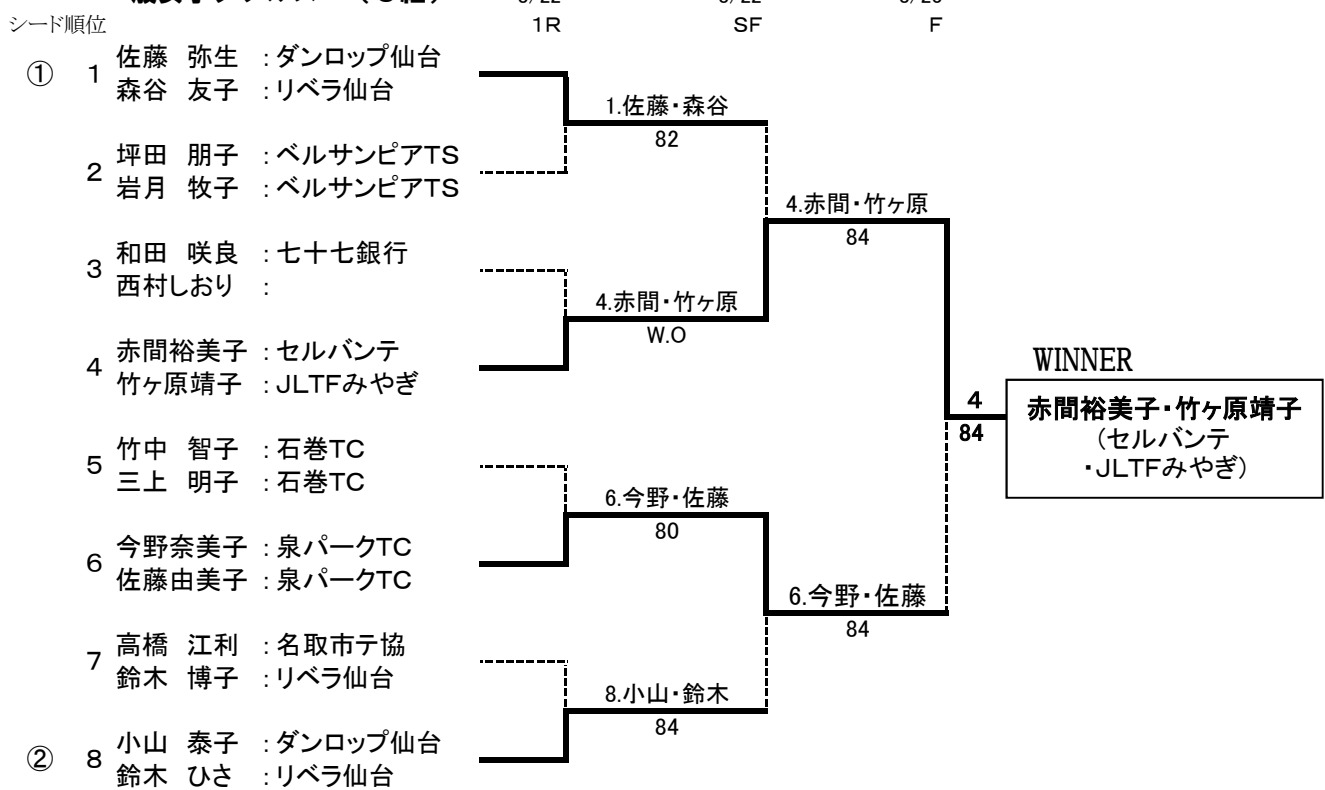 シード順位 1R SF F
① 1 佐藤 弥生 :ダンロップ仙台
森谷 友子 :リベラ仙台
1.佐藤・森谷
82
2 坪田 朋子 :ベルサンピアTS
岩月 牧子 :ベルサンピアTS
4.赤間・竹ヶ原
84
3 和田 咲良 :七十七銀行
西村しおり :
4.赤間・竹ヶ原
W.O
4 赤間裕美子 :セルバンテ
竹ヶ原靖子 :JLTFみやぎ
WINNER
4
84
赤間裕美子・竹ヶ原靖子
(セルバンテ
・JLTFみやぎ)
5 竹中 智子 :石巻TC
三上 明子 :石巻TC
6.今野・佐藤
80
6 今野奈美子 :泉パークTC
佐藤由美子 :泉パークTC
6.今野・佐藤
84
7 高橋 江利 :名取市テ協
鈴木 博子 :リベラ仙台
8.小山・鈴木
84
② 8 小山 泰子 :ダンロップ仙台
鈴木 ひさ :リベラ仙台